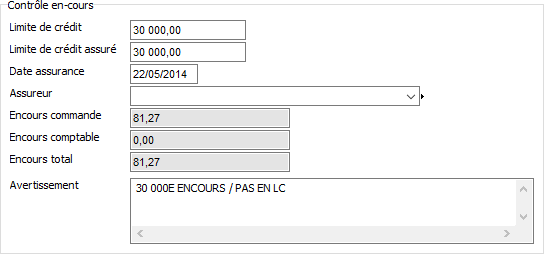 Contrôle en-cours
Limite de crédit 30 000,00
Limite de crédit assuré 30 000,00
Date assurance 22/05/2014
Assureur
Encours commande 81,27
Encours comptable 0,00
Encours total 81,27
Avertissement 30 000E ENCOURS / PAS EN LC